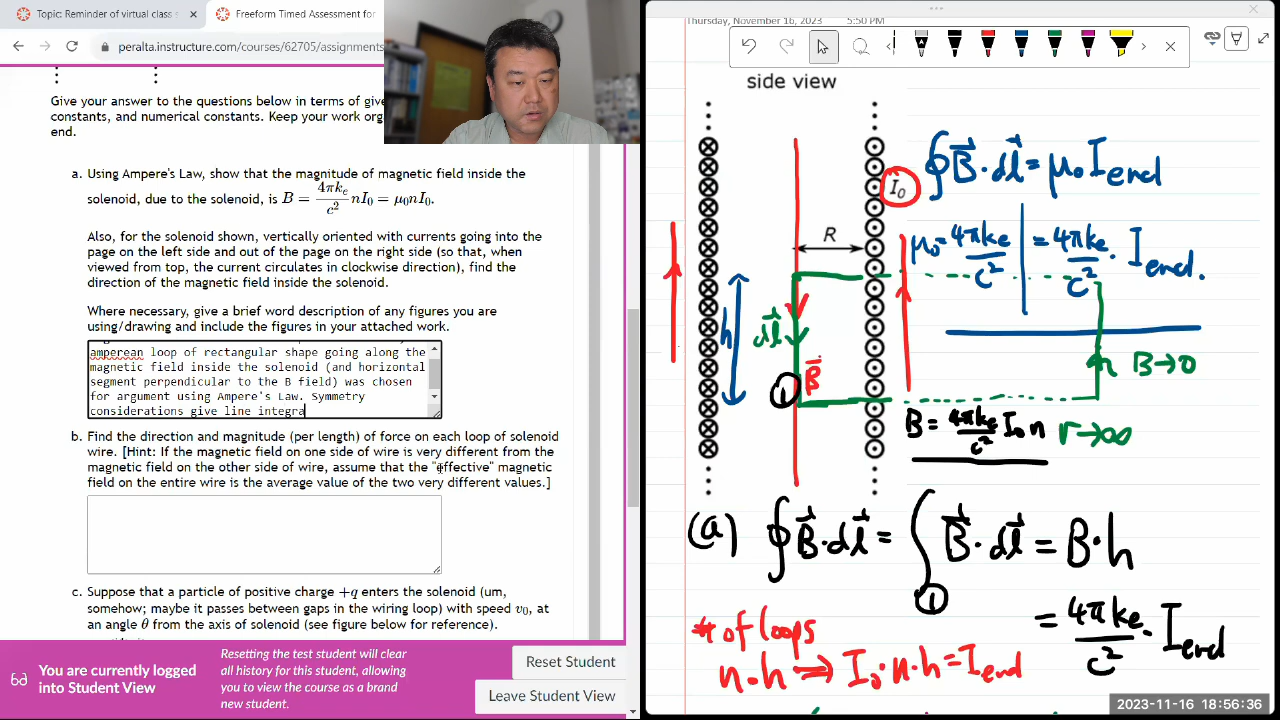 Topic: Reminder of virtual class
Freeform Timed Assessment for
peralta.instructure.com/courses/62705/assignments
Give your answer to the questions below in terms of give
constants, and numerical constants. Keep your work org
end.
a. Using Ampere's Law, show that the magnitude of magnetic field inside the
solenoid, due to the solenoid, is B = 4πkₑ/c² nI₀ = μ₀nI₀.
Also, for the solenoid shown, vertically oriented with currents going into the
page on the left side and out of the page on the right side (so that, when
viewed from top, the current circulates in clockwise direction), find the
direction of the magnetic field inside the solenoid.
Where necessary, give a brief word description of any figures you are
using/drawing and include the figures in your attached work.
amperean loop of rectangular shape going along the
magnetic field inside the solenoid (and horizontal
segment perpendicular to the B field) was chosen
for argument using Ampere's Law. Symmetry
considerations give line integra
b. Find the direction and magnitude (per length) of force on each loop of solenoid
wire. [Hint: If the magnetic field on one side of wire is very different from the
magnetic field on the other side of wire, assume that the "effective" magnetic
field on the entire wire is the average value of the two very different values.]
c. Suppose that a particle of positive charge +q enters the solenoid (um,
somehow; maybe it passes between gaps in the wiring loop) with speed v₀, at
an angle θ from the axis of solenoid (see figure below for reference).
You are currently logged
into Student View
Resetting the test student will clear
all history for this student, allowing
you to view the course as a brand
new student.
Reset Student
Leave Student View
Thursday, November 16, 2023 5:50 PM
side view
I₀
∮B⃗·dl⃗ = μ₀Iencl
R
μ₀ = 4πkₑ/c² = 4πkₑ/c² · Iencl.
h
dl⃗
B⃗
①
B→0
B = 4πkₑ/c² I₀n
r→∞
(a) ∮B⃗·dl⃗ = ∫① B⃗·dl⃗ = B·h
= 4πkₑ/c² · Iencl
# of loops
n·h → I₀·n·h = Iencl
2023-11-16 18:56:36